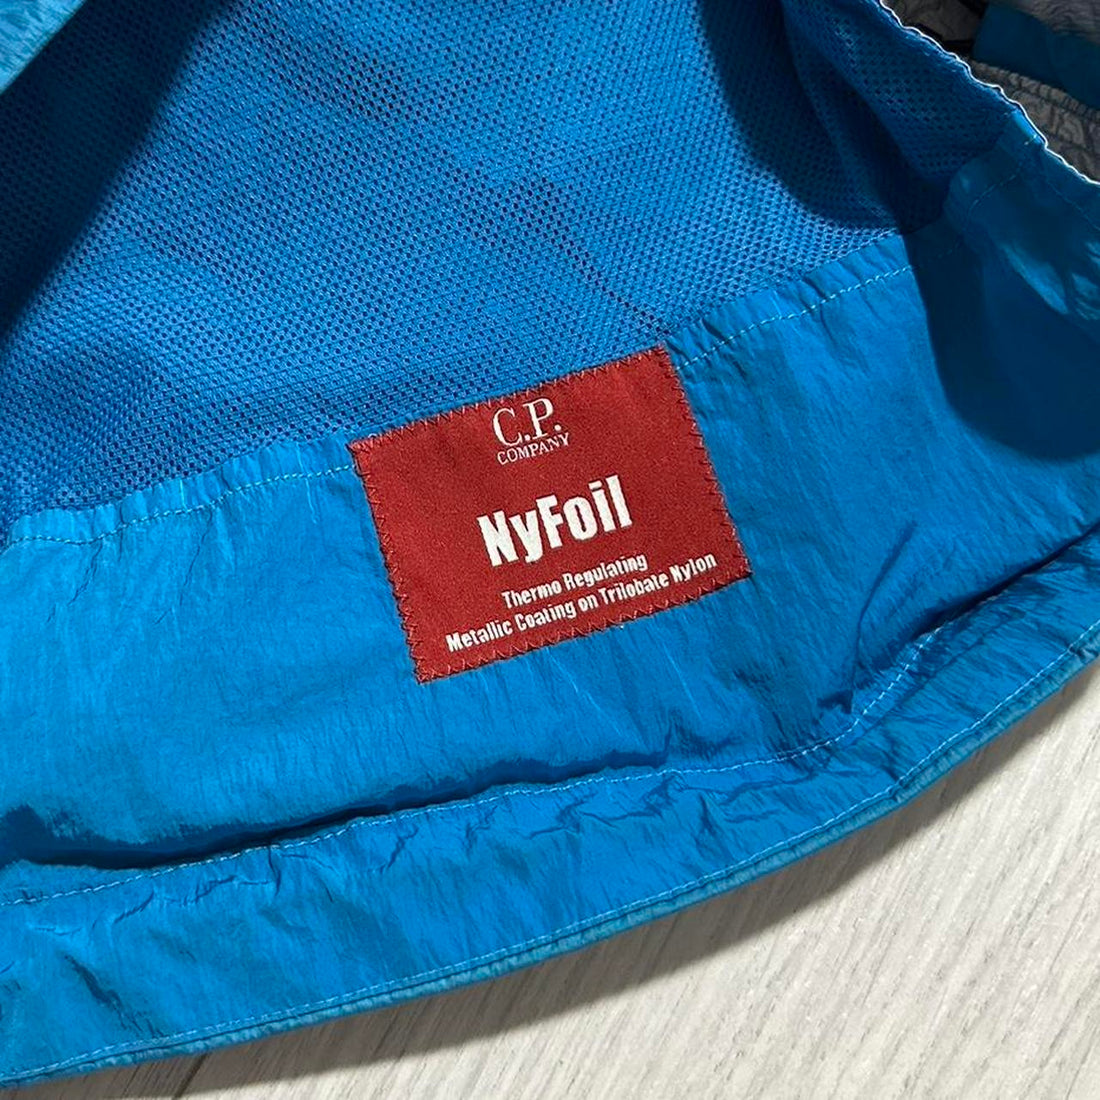 C.P.
COMPANY
NyFoil
Thermo Regulating
Metallic Coating on Trilobate Nylon